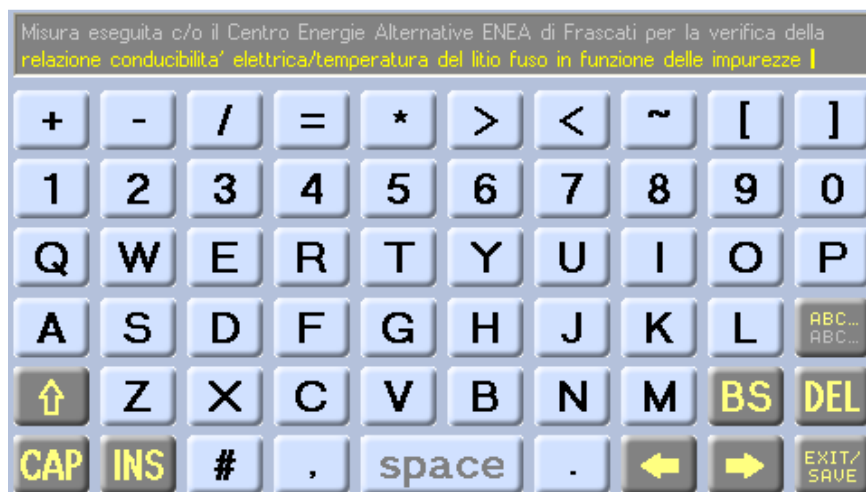 Misura eseguita c/o il Centro Energie Alternative ENEA di Frascati per la verifica della
relazione conducibilita' elettrica/temperatura del litio fuso in funzione delle impurezze
+ - / = * > < ~ [ ]
1 2 3 4 5 6 7 8 9 0
Q W E R T Y U I O P
A S D F G H J K L ABC... ABC...
Z X C V B N M BS DEL
CAP INS # , space . EXIT/ SAVE